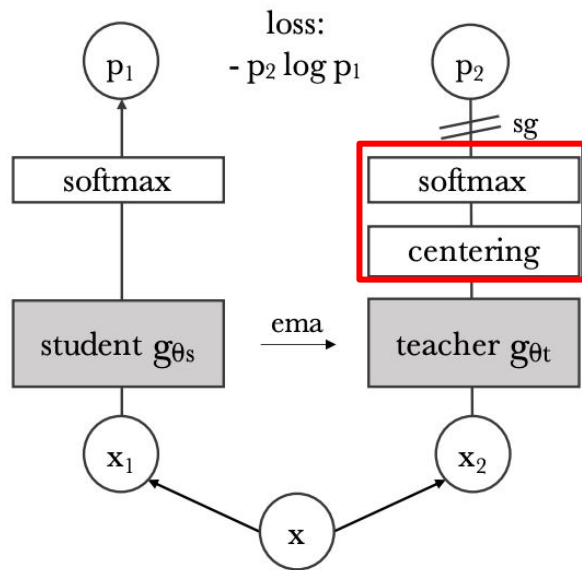 loss:
- p₂ log p₁
p₁
p₂
sg
softmax
softmax
centering
student gθs
ema
teacher gθt
x₁
x₂
x